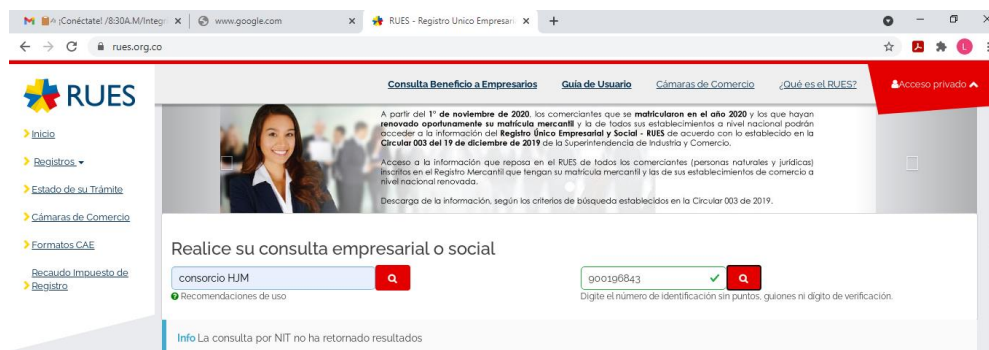 ¡Conéctate! /8:30A.M/Integr
www.google.com
RUES - Registro Unico Empresari
rues.org.co
L
RUES
Consulta Beneficio a Empresarios
Guía de Usuario
Cámaras de Comercio
¿Qué es el RUES?
Acceso privado
Inicio
Registros
Estado de su Trámite
Cámaras de Comercio
Formatos CAE
Recaudo Impuesto de
Registro
A partir del 1° de noviembre de 2020, los comerciantes que se matricularon en el año 2020 y los que hayan
renovado oportunamente su matrícula mercantil y la de todos sus establecimientos a nivel nacional podrán
acceder a la información del Registro Único Empresarial y Social - RUES de acuerdo con lo establecido en la
Circular 003 del 19 de diciembre de 2019 de la Superintendencia de Industria y Comercio.
Acceso a la información que reposa en el RUES de todos los comerciantes (personas naturales y jurídicas)
inscritos en el Registro Mercantil que tengan su matrícula mercantil y las de sus establecimientos de comercio a
nivel nacional renovada.
Descarga de la información, según los criterios de búsqueda establecidos en la Circular 003 de 2019.
Realice su consulta empresarial o social
consorcio HJM
900196843
Recomendaciones de uso
Digite el número de identificación sin puntos, guiones ni dígito de verificación.
Info La consulta por NIT no ha retornado resultados